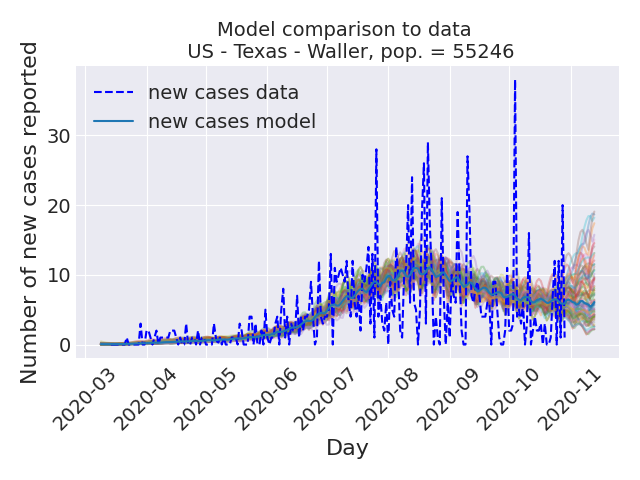 Model comparison to data
US - Texas - Waller, pop. = 55246
Number of new cases reported
new cases data
new cases model
30
20
10
0
2020-03
2020-04
2020-05
2020-06
2020-07
2020-08
2020-09
2020-10
2020-11
Day